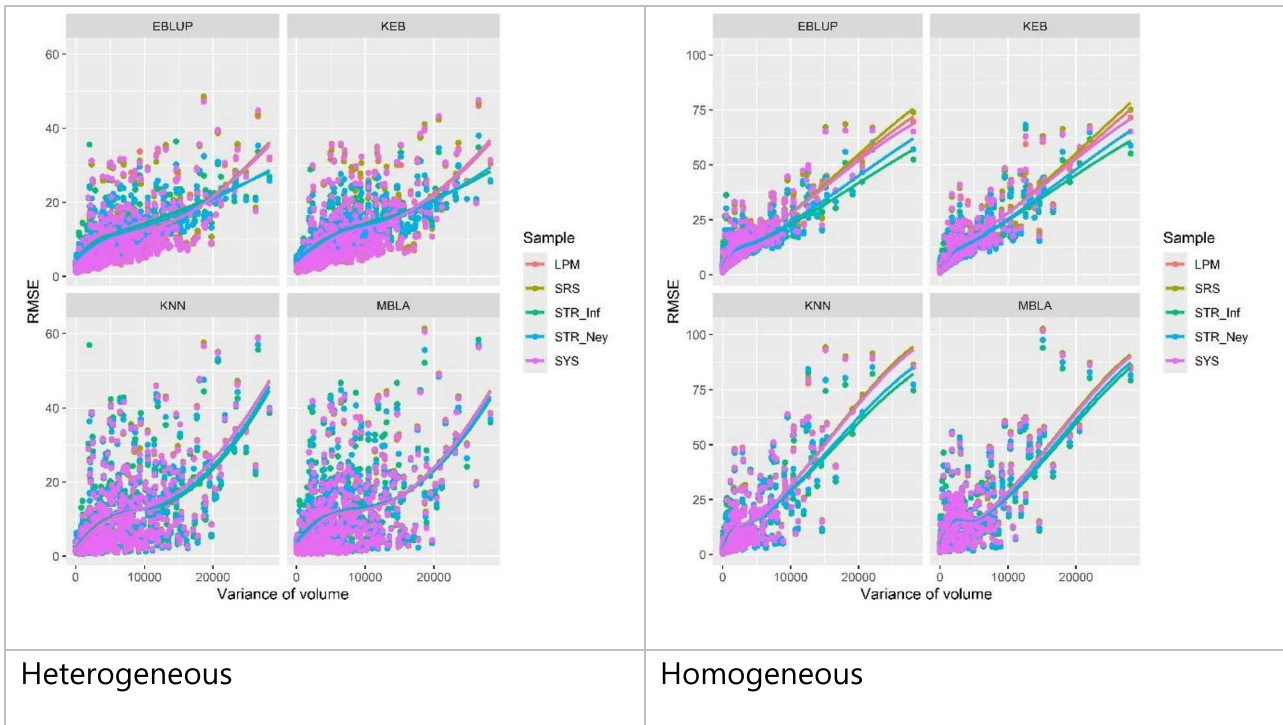 EBLUP
KEB
60
40
20
0
KNN
MBLA
60
40
20
0
0
10000
20000
0
10000
20000
RMSE
Variance of volume
Sample
LPM
SRS
STR_Inf
STR_Ney
SYS
EBLUP
KEB
100
75
50
25
0
KNN
MBLA
100
75
50
25
0
0
10000
20000
0
10000
20000
RMSE
Variance of volume
Sample
LPM
SRS
STR_Inf
STR_Ney
SYS
Heterogeneous
Homogeneous